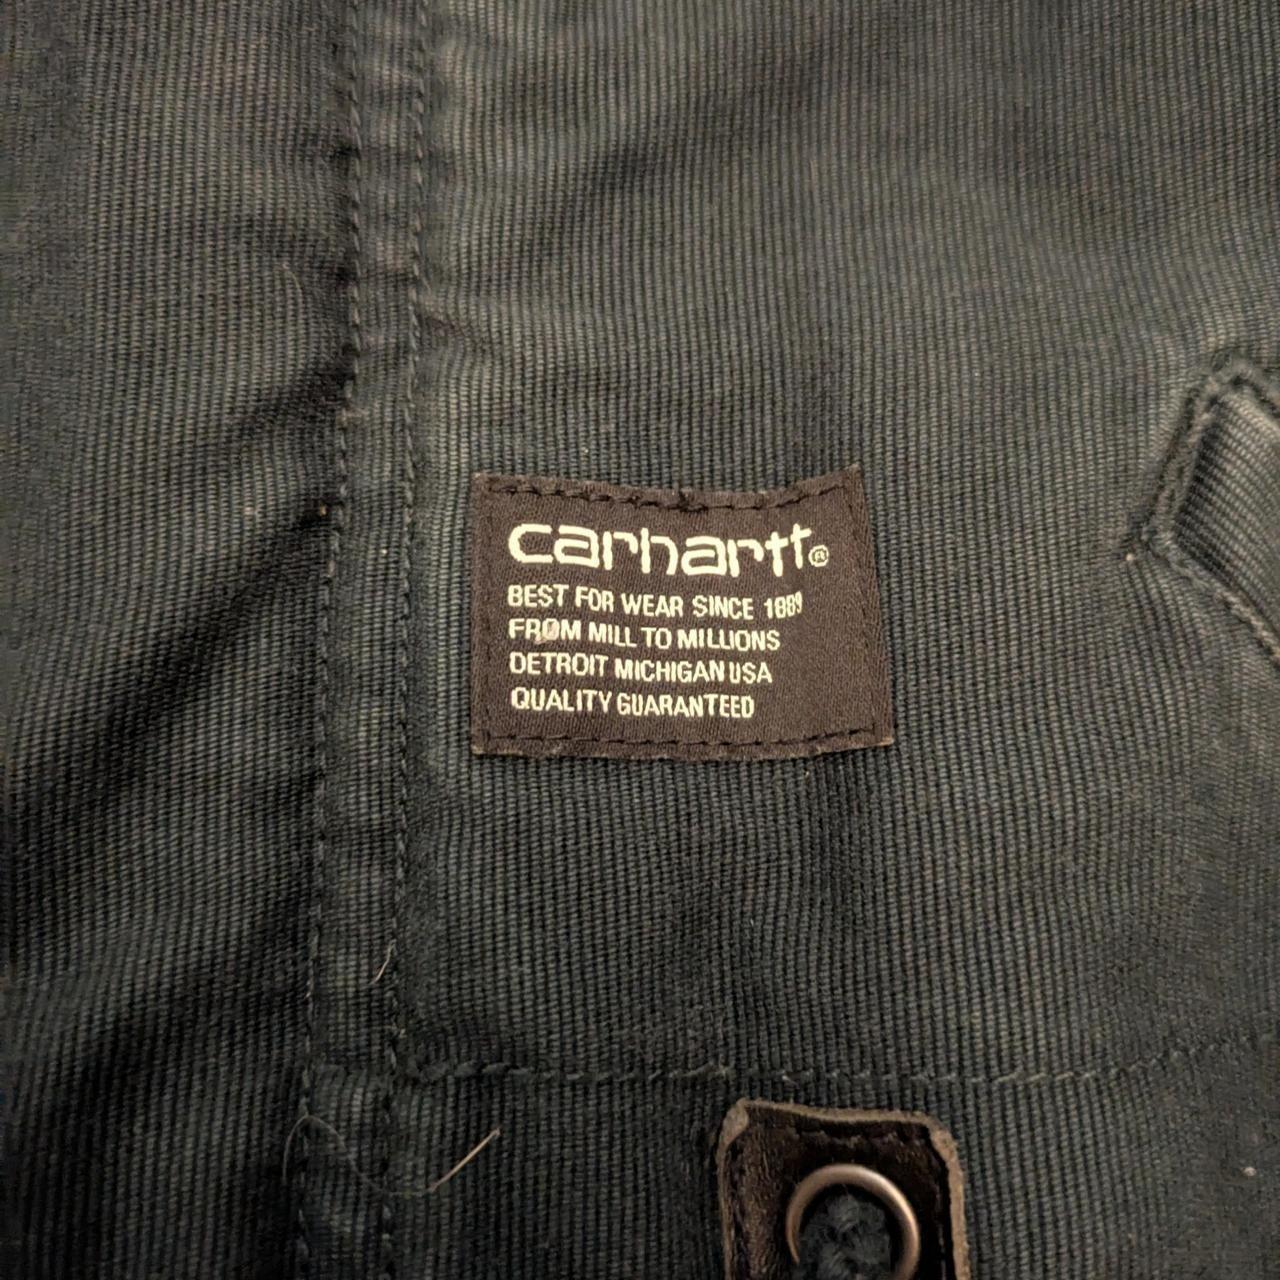 carhartt®
BEST FOR WEAR SINCE 1889
FROM MILL TO MILLIONS
DETROIT MICHIGAN USA
QUALITY GUARANTEED